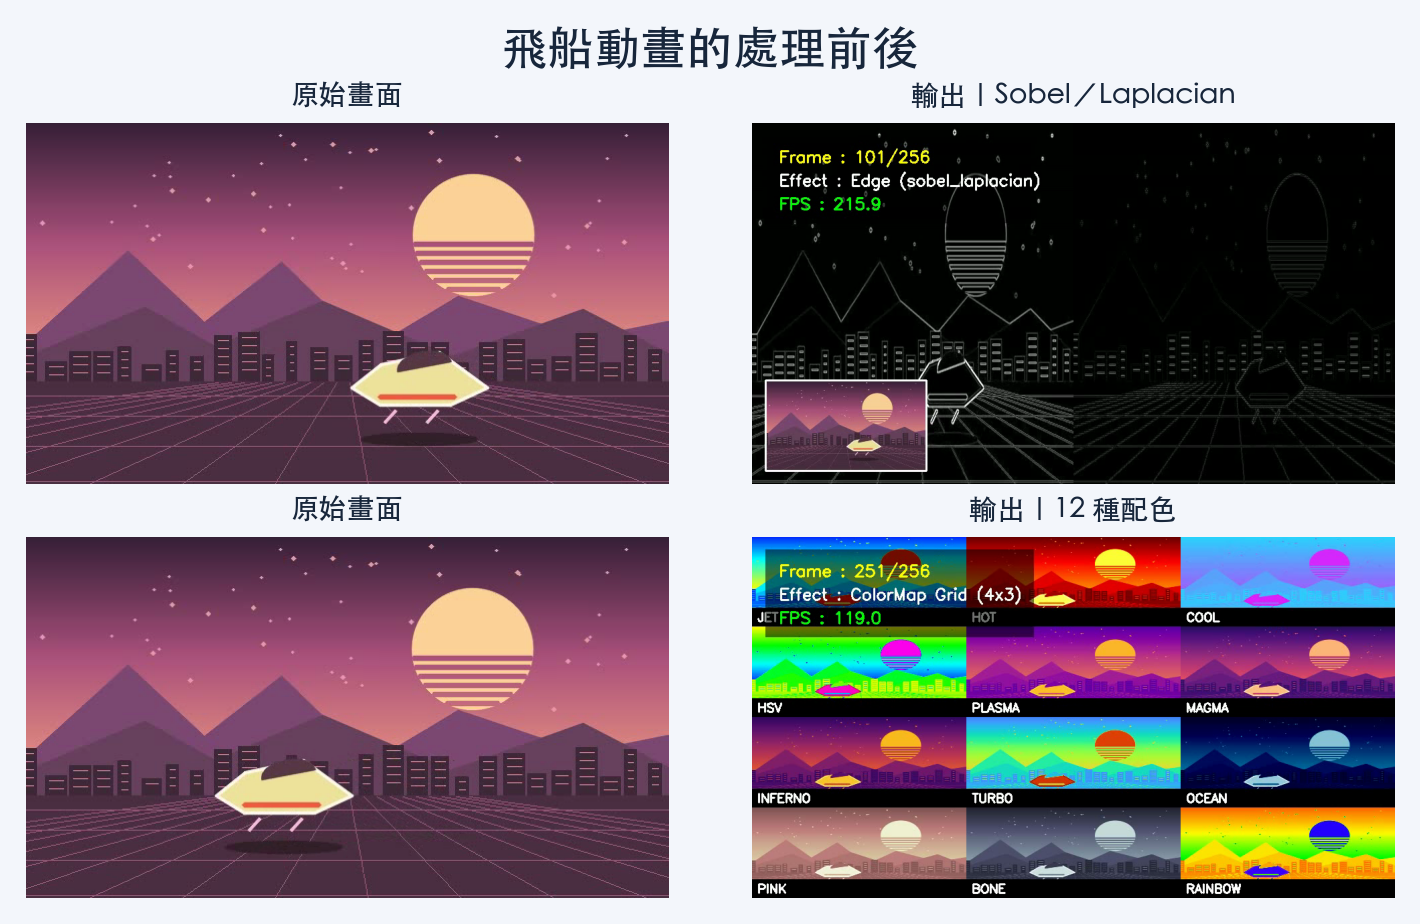 飛船動畫的處理前後
原始畫面
輸出｜Sobel／Laplacian
Frame : 101/256
Effect : Edge (sobel_laplacian)
FPS : 215.9
原始畫面
輸出｜12 種配色
Frame : 251/256
Effect : ColorMap Grid (4x3)
FPS : 119.0
JET
HOT
COOL
HSV
PLASMA
MAGMA
INFERNO
TURBO
OCEAN
PINK
BONE
RAINBOW